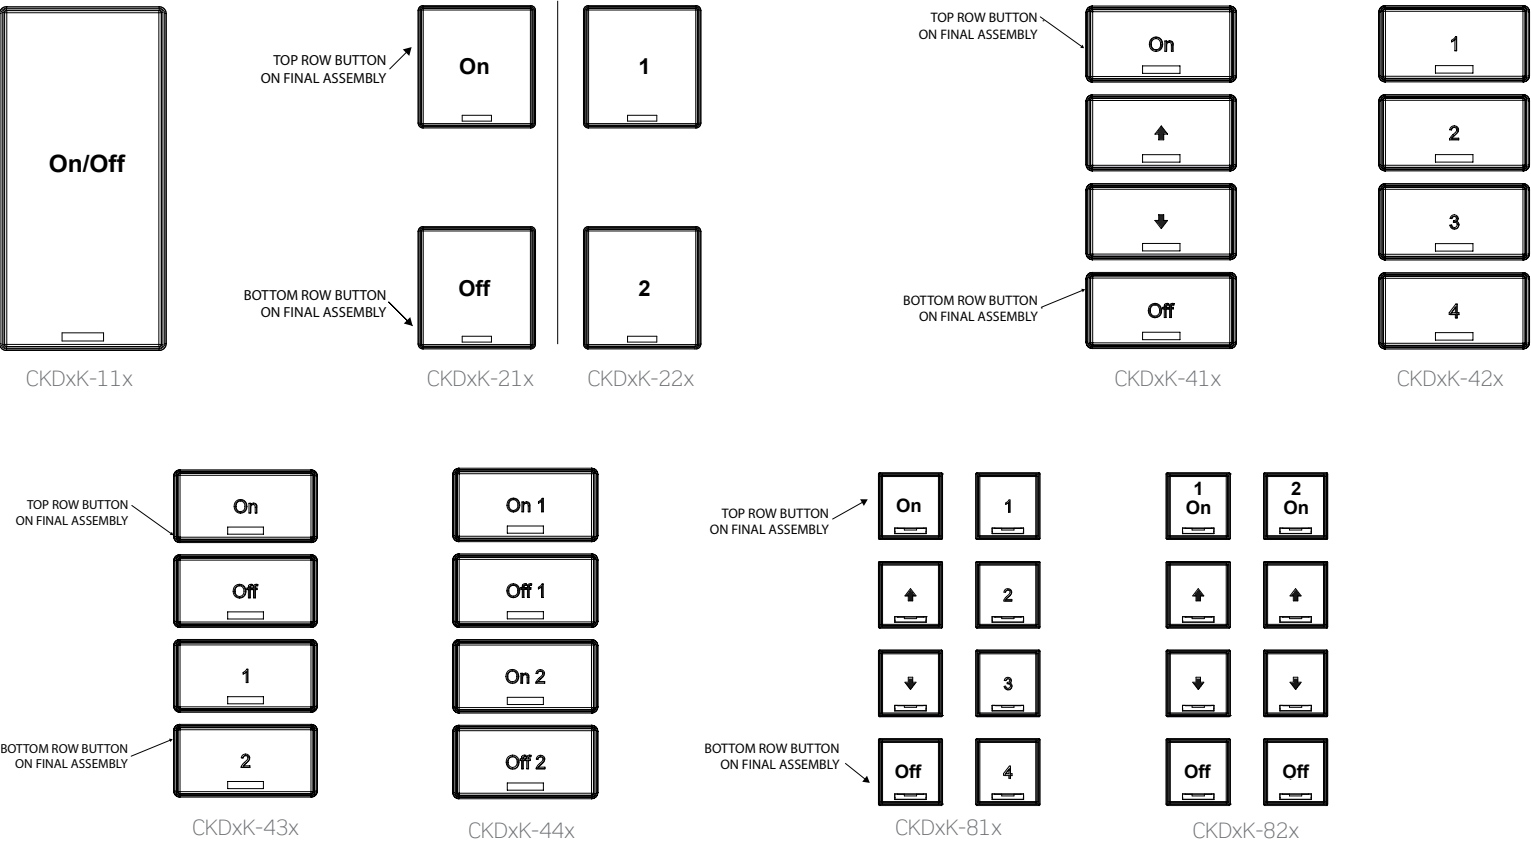 On/Off
CKDxK-11x
TOP ROW BUTTON
ON FINAL ASSEMBLY
On
Off
BOTTOM ROW BUTTON
ON FINAL ASSEMBLY
CKDxK-21x
1
2
CKDxK-22x
TOP ROW BUTTON
ON FINAL ASSEMBLY
On
Off
BOTTOM ROW BUTTON
ON FINAL ASSEMBLY
CKDxK-41x
1
2
3
4
CKDxK-42x
TOP ROW BUTTON
ON FINAL ASSEMBLY
On
Off
1
2
BOTTOM ROW BUTTON
ON FINAL ASSEMBLY
CKDxK-43x
On 1
Off 1
On 2
Off 2
CKDxK-44x
TOP ROW BUTTON
ON FINAL ASSEMBLY
On
1
2
3
Off
4
BOTTOM ROW BUTTON
ON FINAL ASSEMBLY
CKDxK-81x
1
On
2
On
Off
Off
CKDxK-82x